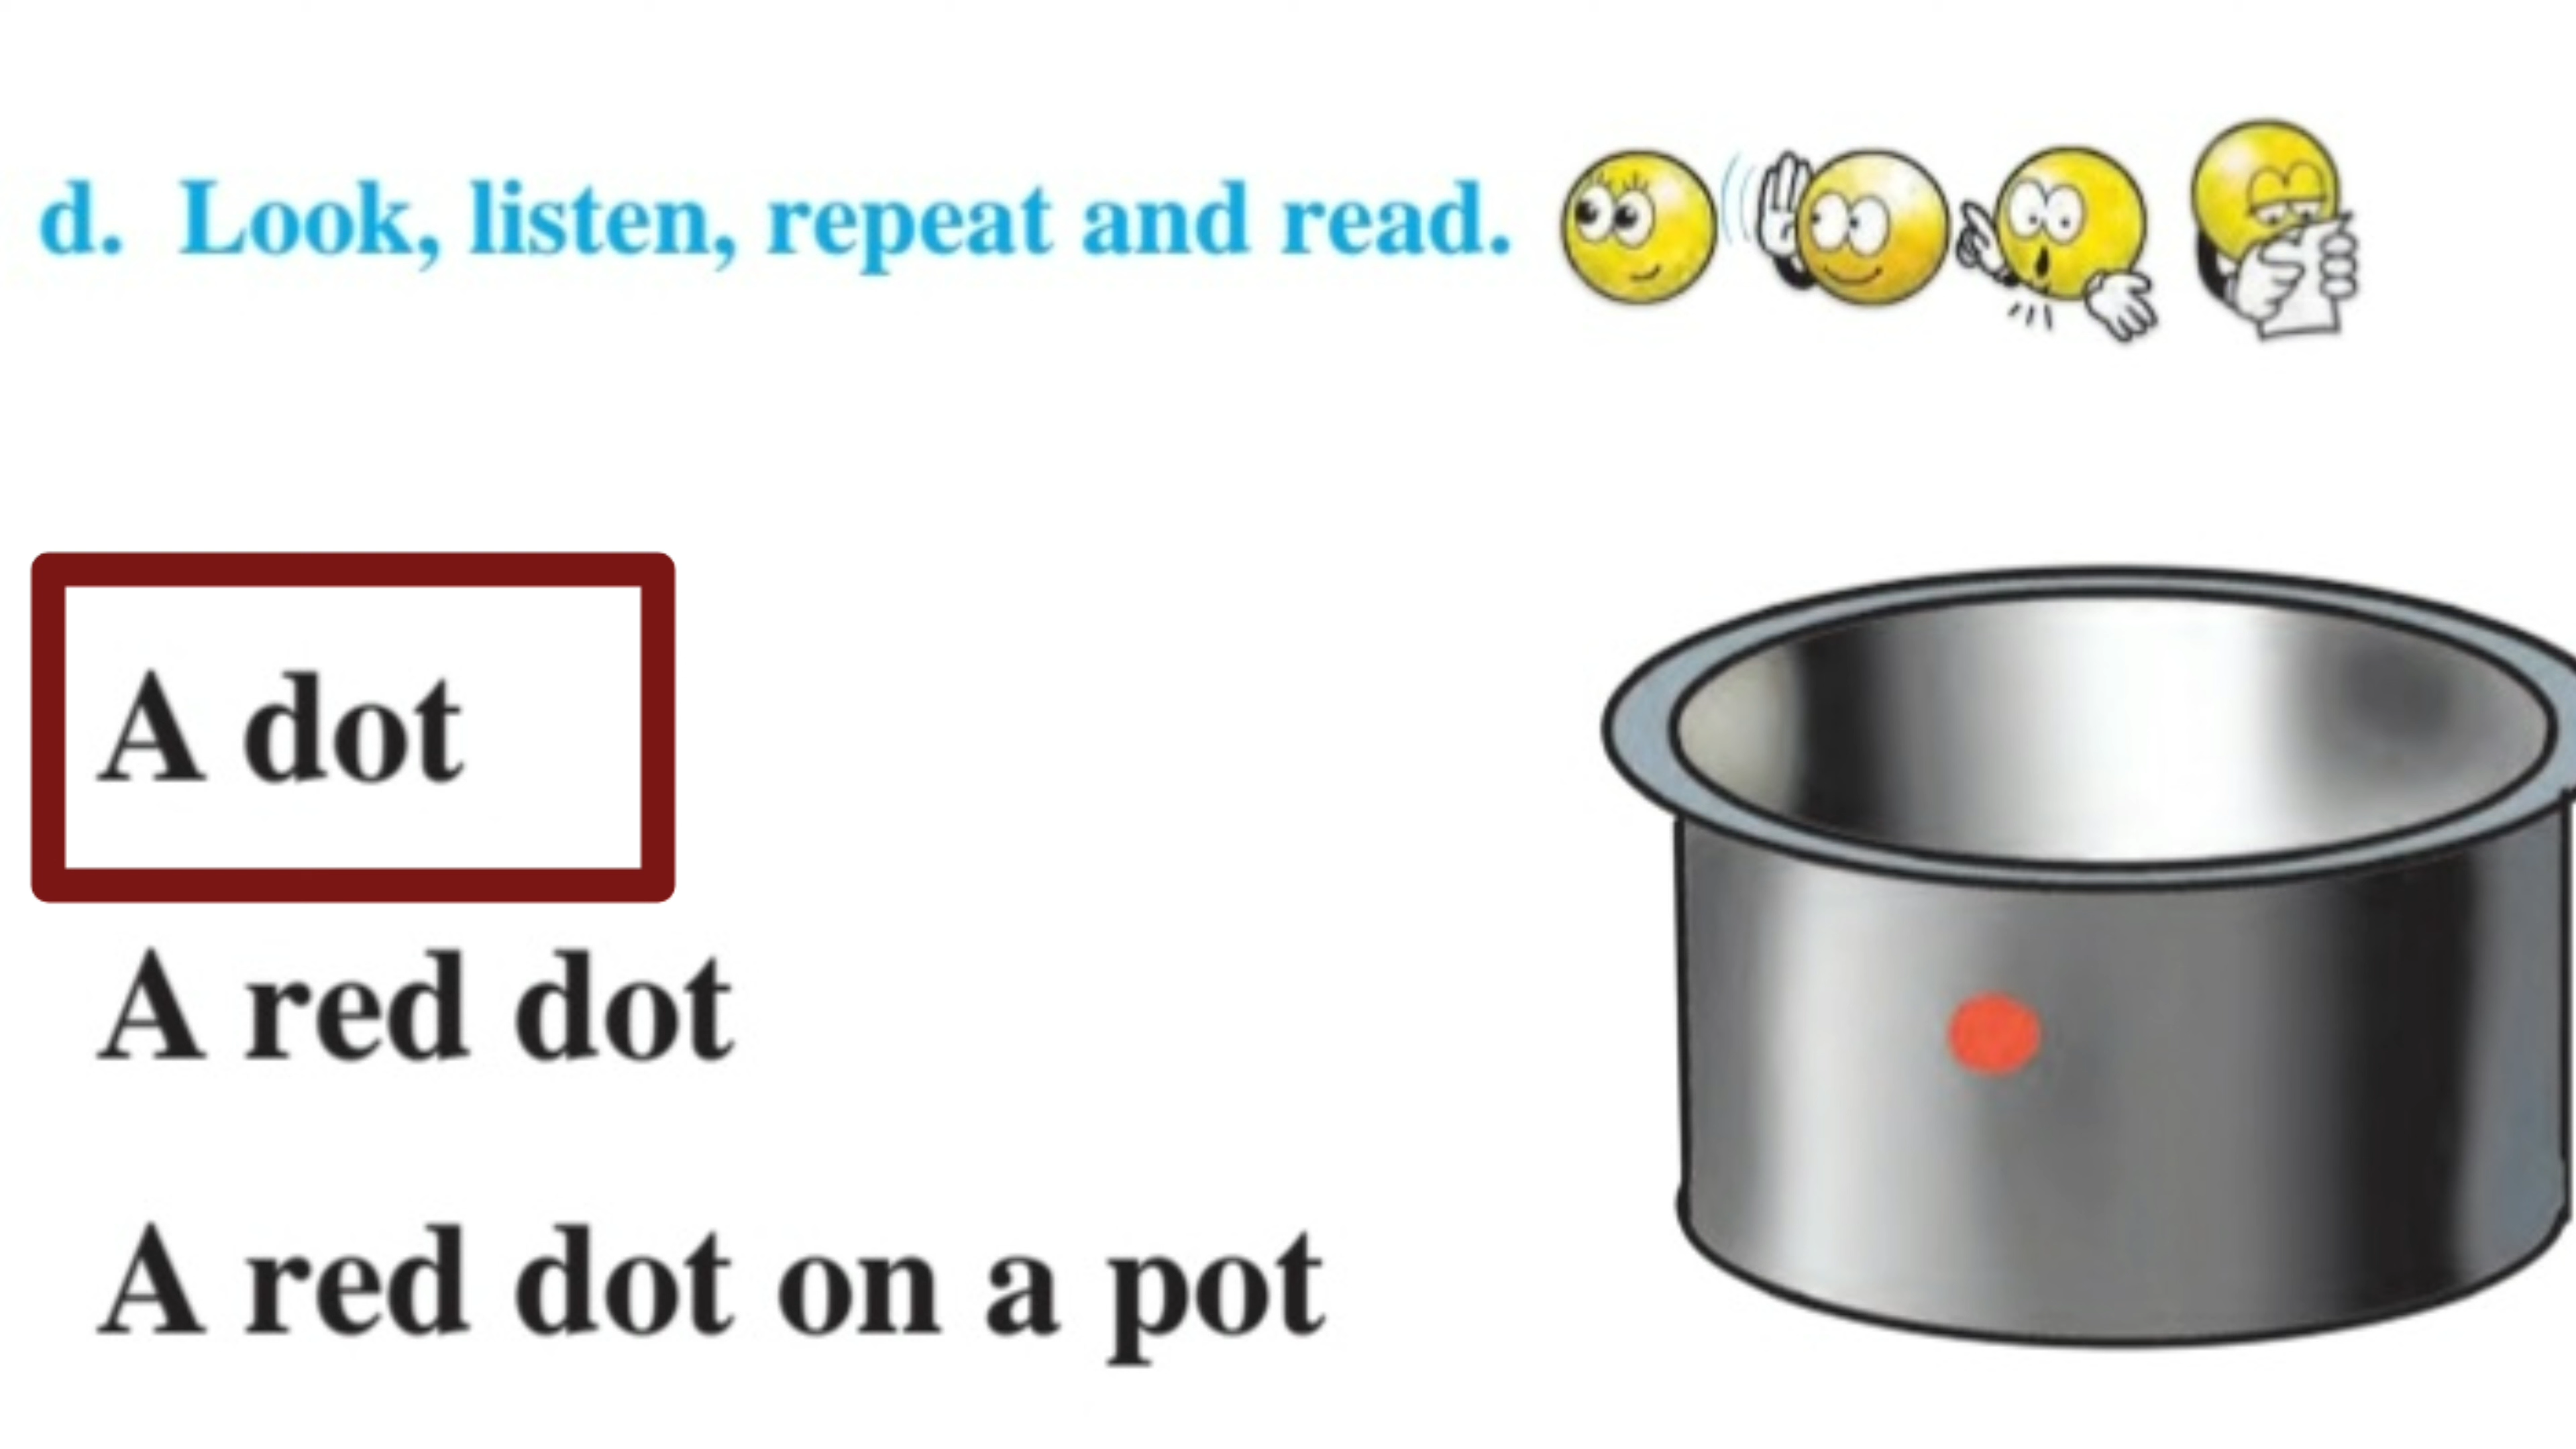 d. Look, listen, repeat and read.
A dot
A red dot
A red dot on a pot